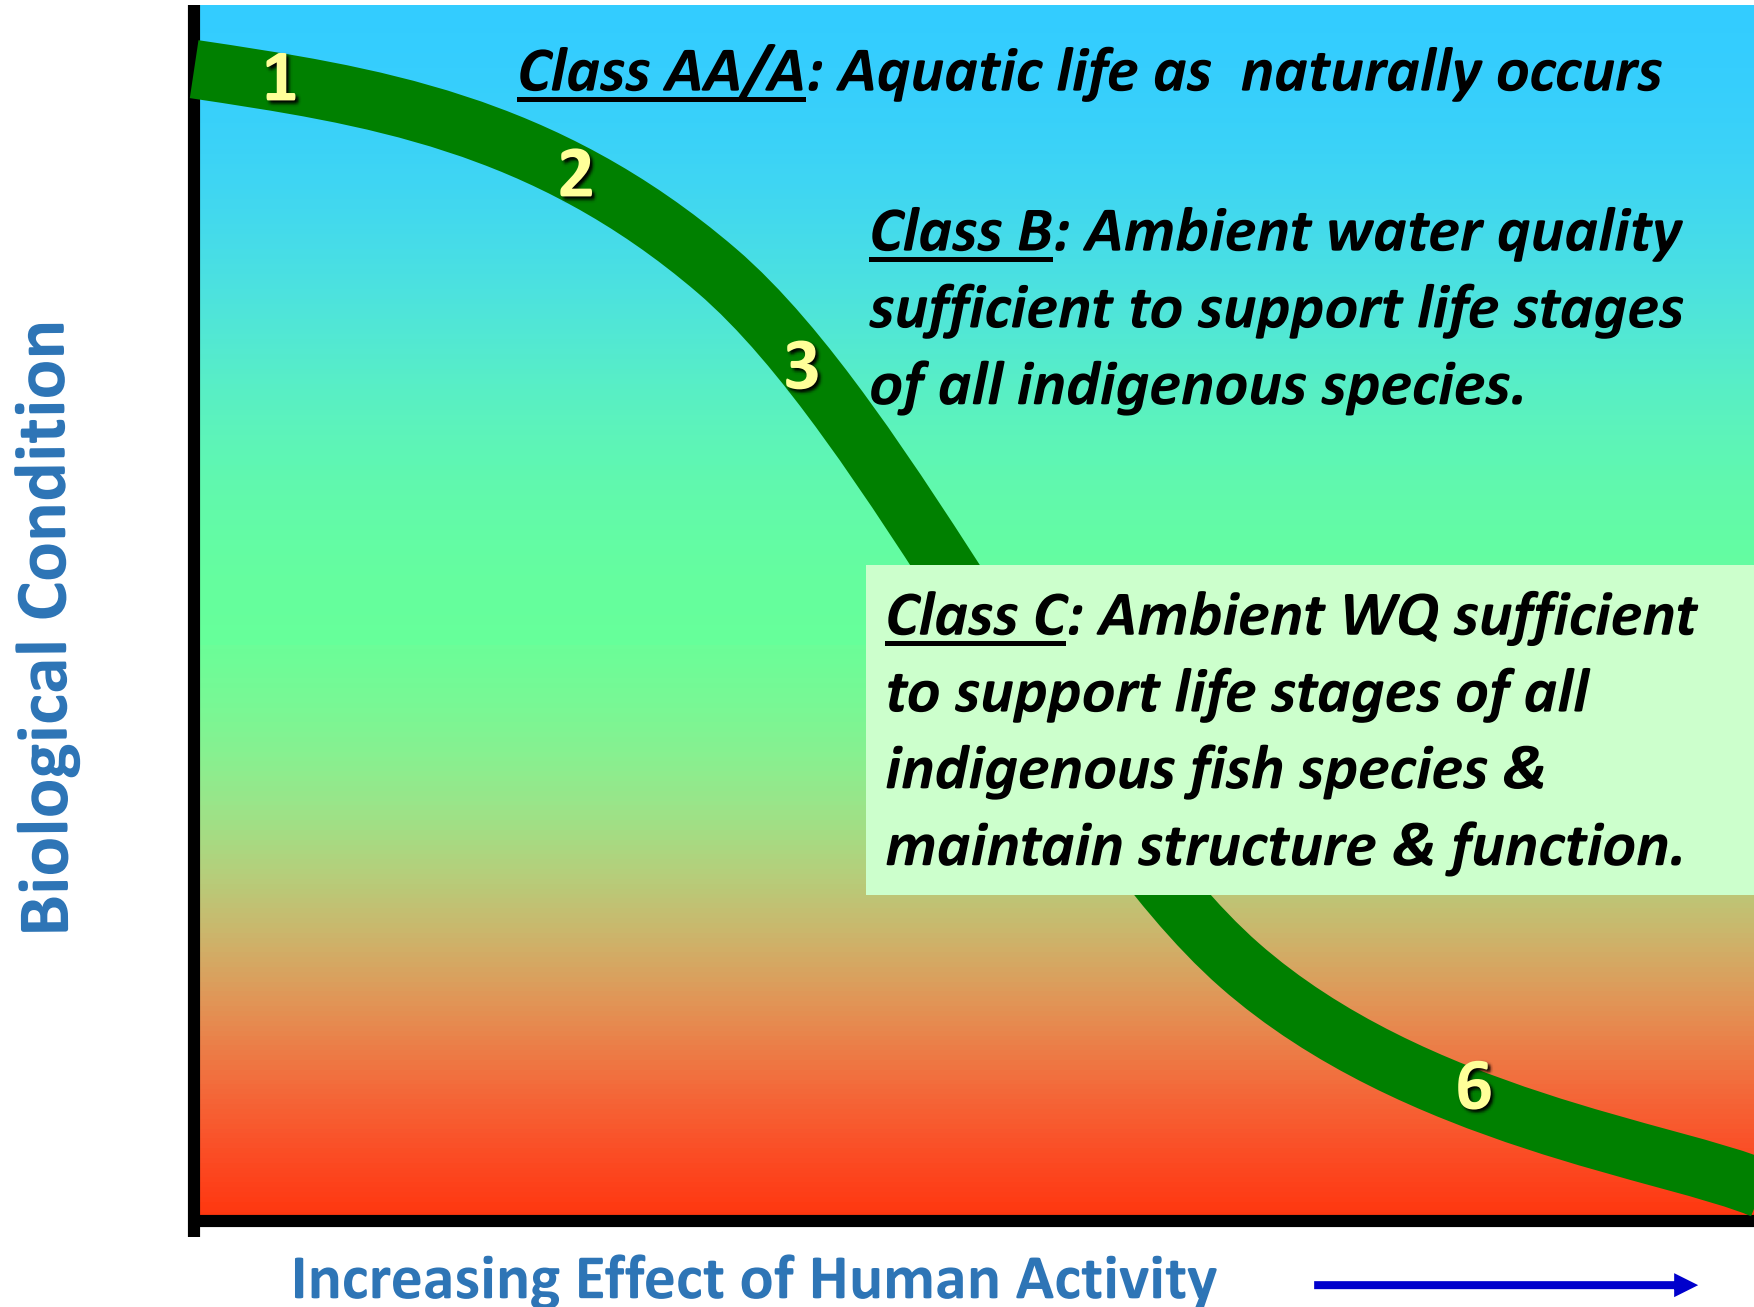 1
Class AA/A: Aquatic life as naturally occurs
2
Class B: Ambient water quality
sufficient to support life stages
of all indigenous species.
3
Class C: Ambient WQ sufficient
to support life stages of all
indigenous fish species &
maintain structure & function.
6
Biological Condition
Increasing Effect of Human Activity